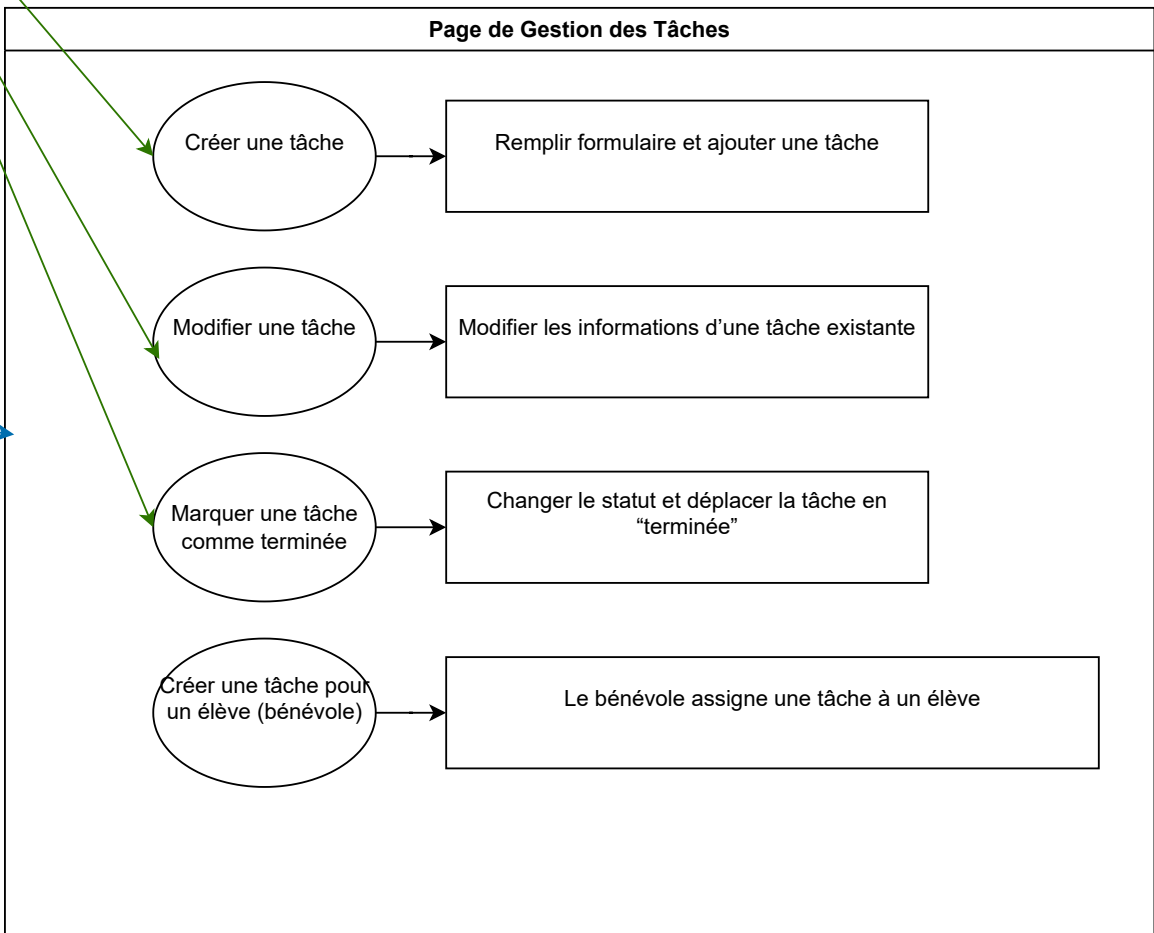 Page de Gestion des Tâches
Créer une tâche
Remplir formulaire et ajouter une tâche
Modifier une tâche
Modifier les informations d’une tâche existante
Marquer une tâche
comme terminée
Changer le statut et déplacer la tâche en
“terminée”
Créer une tâche pour
un élève (bénévole)
Le bénévole assigne une tâche à un élève